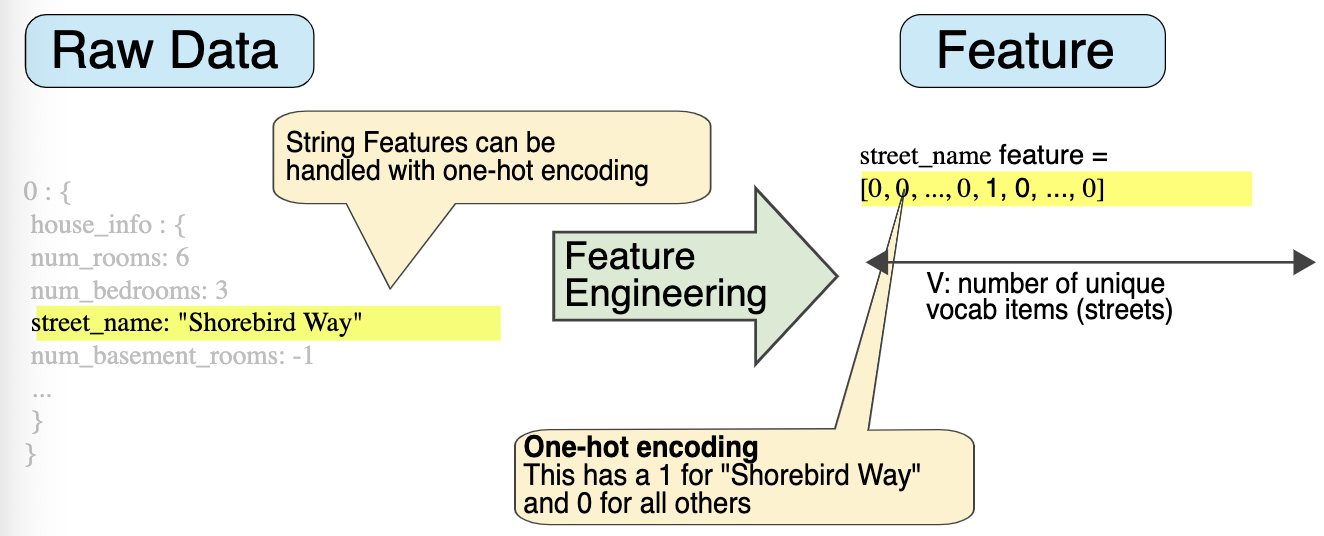 Raw Data
Feature
String Features can be
handled with one-hot encoding
0 : {
house_info : {
num_rooms: 6
num_bedrooms: 3
street_name: "Shorebird Way"
num_basement_rooms: -1
...
}
}
Feature
Engineering
street_name feature =
[0, 0, ..., 0, 1, 0, ..., 0]
V: number of unique
vocab items (streets)
One-hot encoding
This has a 1 for "Shorebird Way"
and 0 for all others